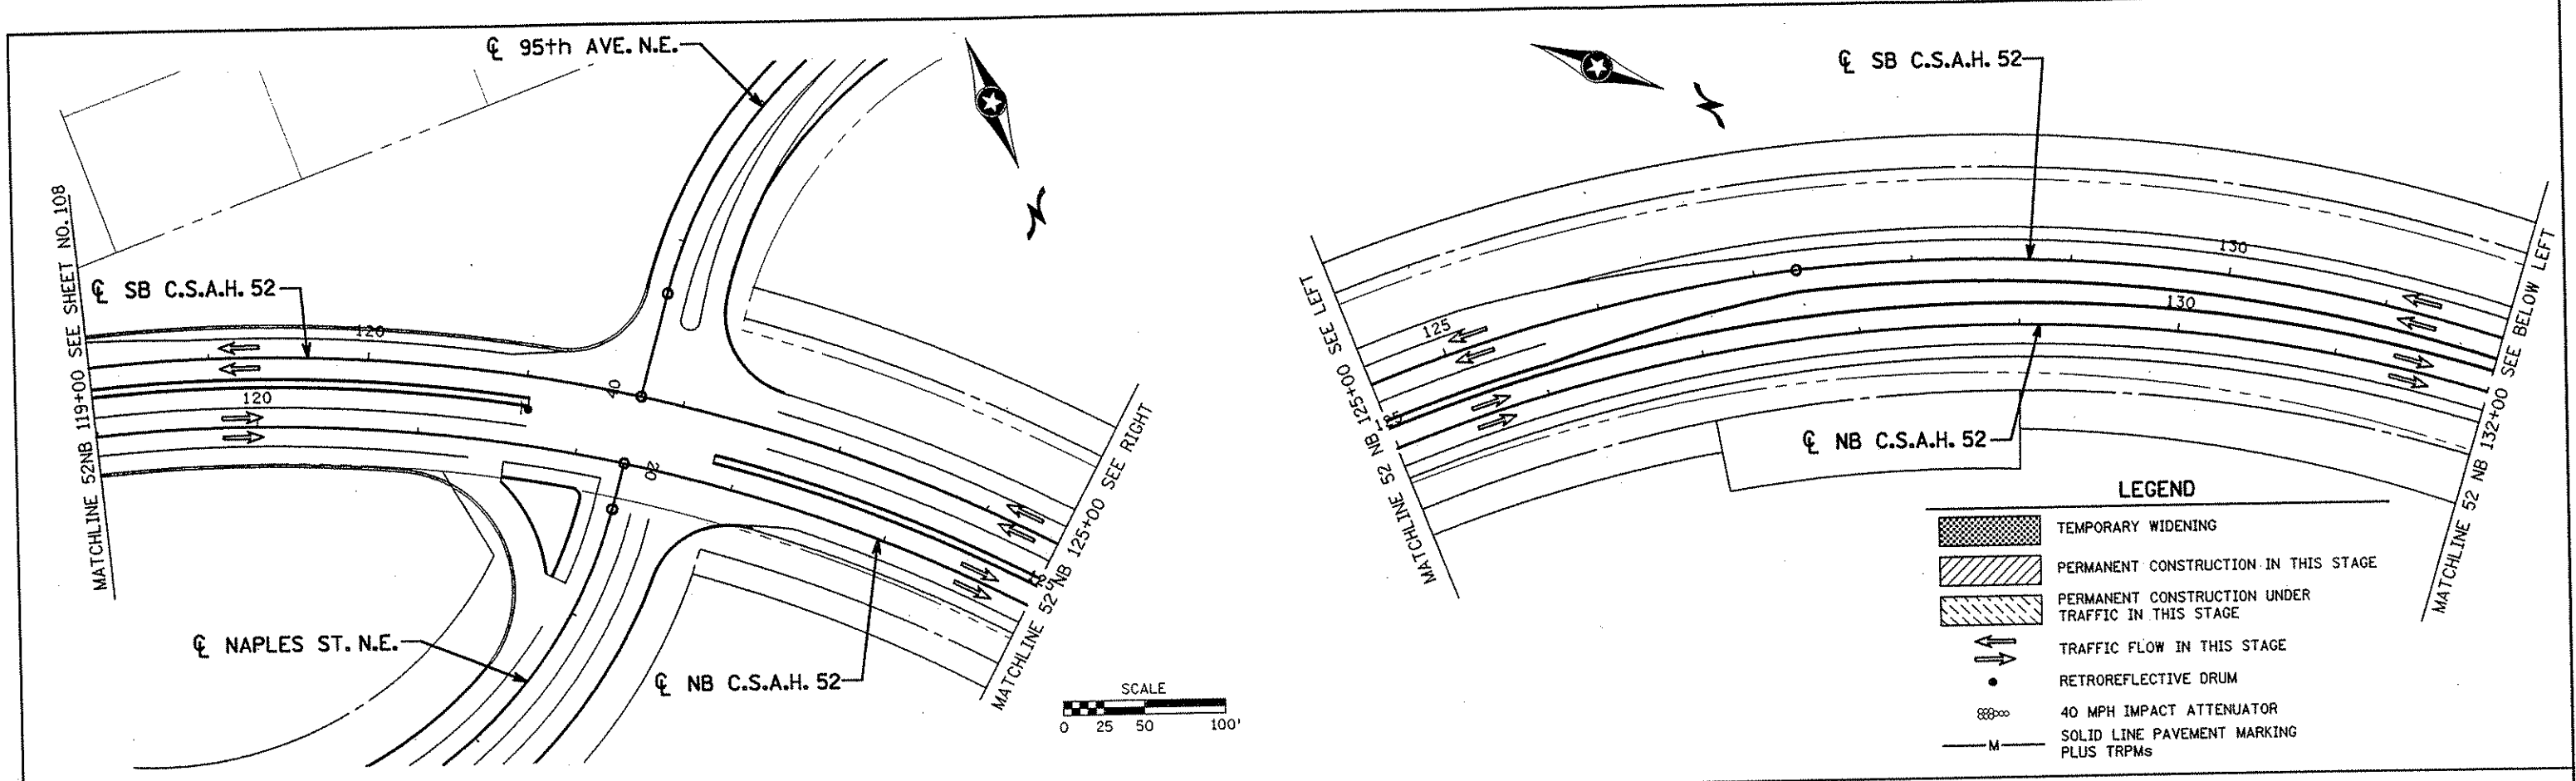 ℄ 95th AVE. N.E.
℄ SB C.S.A.H. 52
MATCHLINE 52NB 119+00 SEE SHEET NO. 108
℄ SB C.S.A.H. 52
120
120
40
20
℄ NAPLES ST. N.E.
℄ NB C.S.A.H. 52
MATCHLINE 52 NB 125+00 SEE RIGHT
SCALE
0 25 50 100'
MATCHLINE 52 NB 125+00 SEE LEFT
125
130
130
℄ NB C.S.A.H. 52
MATCHLINE 52 NB 132+00 SEE BELOW LEFT
LEGEND
TEMPORARY WIDENING
PERMANENT CONSTRUCTION IN THIS STAGE
PERMANENT CONSTRUCTION UNDER
TRAFFIC IN THIS STAGE
TRAFFIC FLOW IN THIS STAGE
RETROREFLECTIVE DRUM
40 MPH IMPACT ATTENUATOR
M
SOLID LINE PAVEMENT MARKING
PLUS TRPMs